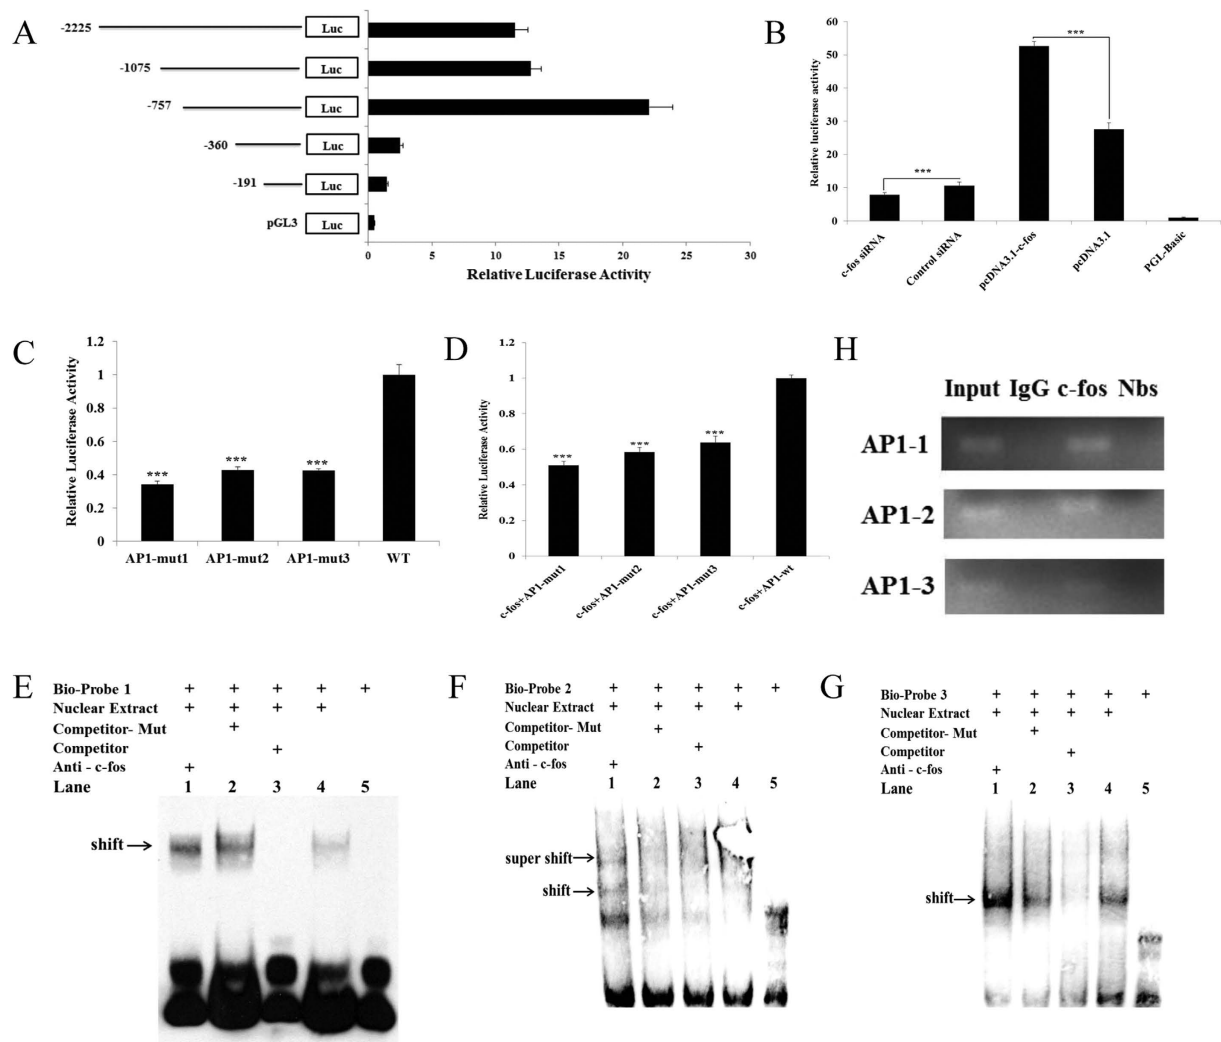 A
-2225 Luc
-1075 Luc
-757 Luc
-360 Luc
-191 Luc
pGL3 Luc
0 5 10 15 20 25 30
Relative Luciferase Activity
B
Relative luciferase activity
60
50
40
30
20
10
0
***
***
c-fos siRNA
Control siRNA
pcDNA3.1-c-fos
pcDNA3.1
PGL-Basic
C
Relative Luciferase Activity
1.2
1
0.8
0.6
0.4
0.2
0
*** *** ***
AP1-mut1 AP1-mut2 AP1-mut3 WT
D
Relative Luciferase Activity
1.2
1
0.8
0.6
0.4
0.2
0
*** *** ***
c-fos+AP1-mut1
c-fos+AP1-mut2
c-fos+AP1-mut3
c-fos+AP1-wt
H
Input IgG c-fos Nbs
AP1-1
AP1-2
AP1-3
E
Bio-Probe 1 + + + + +
Nuclear Extract + + + +
Competitor- Mut +
Competitor +
Anti - c-fos +
Lane 1 2 3 4 5
shift
F
Bio-Probe 2 + + + + +
Nuclear Extract + + + +
Competitor- Mut +
Competitor +
Anti - c-fos +
Lane 1 2 3 4 5
super shift
shift
G
Bio-Probe 3 + + + + +
Nuclear Extract + + + +
Competitor- Mut +
Competitor +
Anti - c-fos +
Lane 1 2 3 4 5
shift